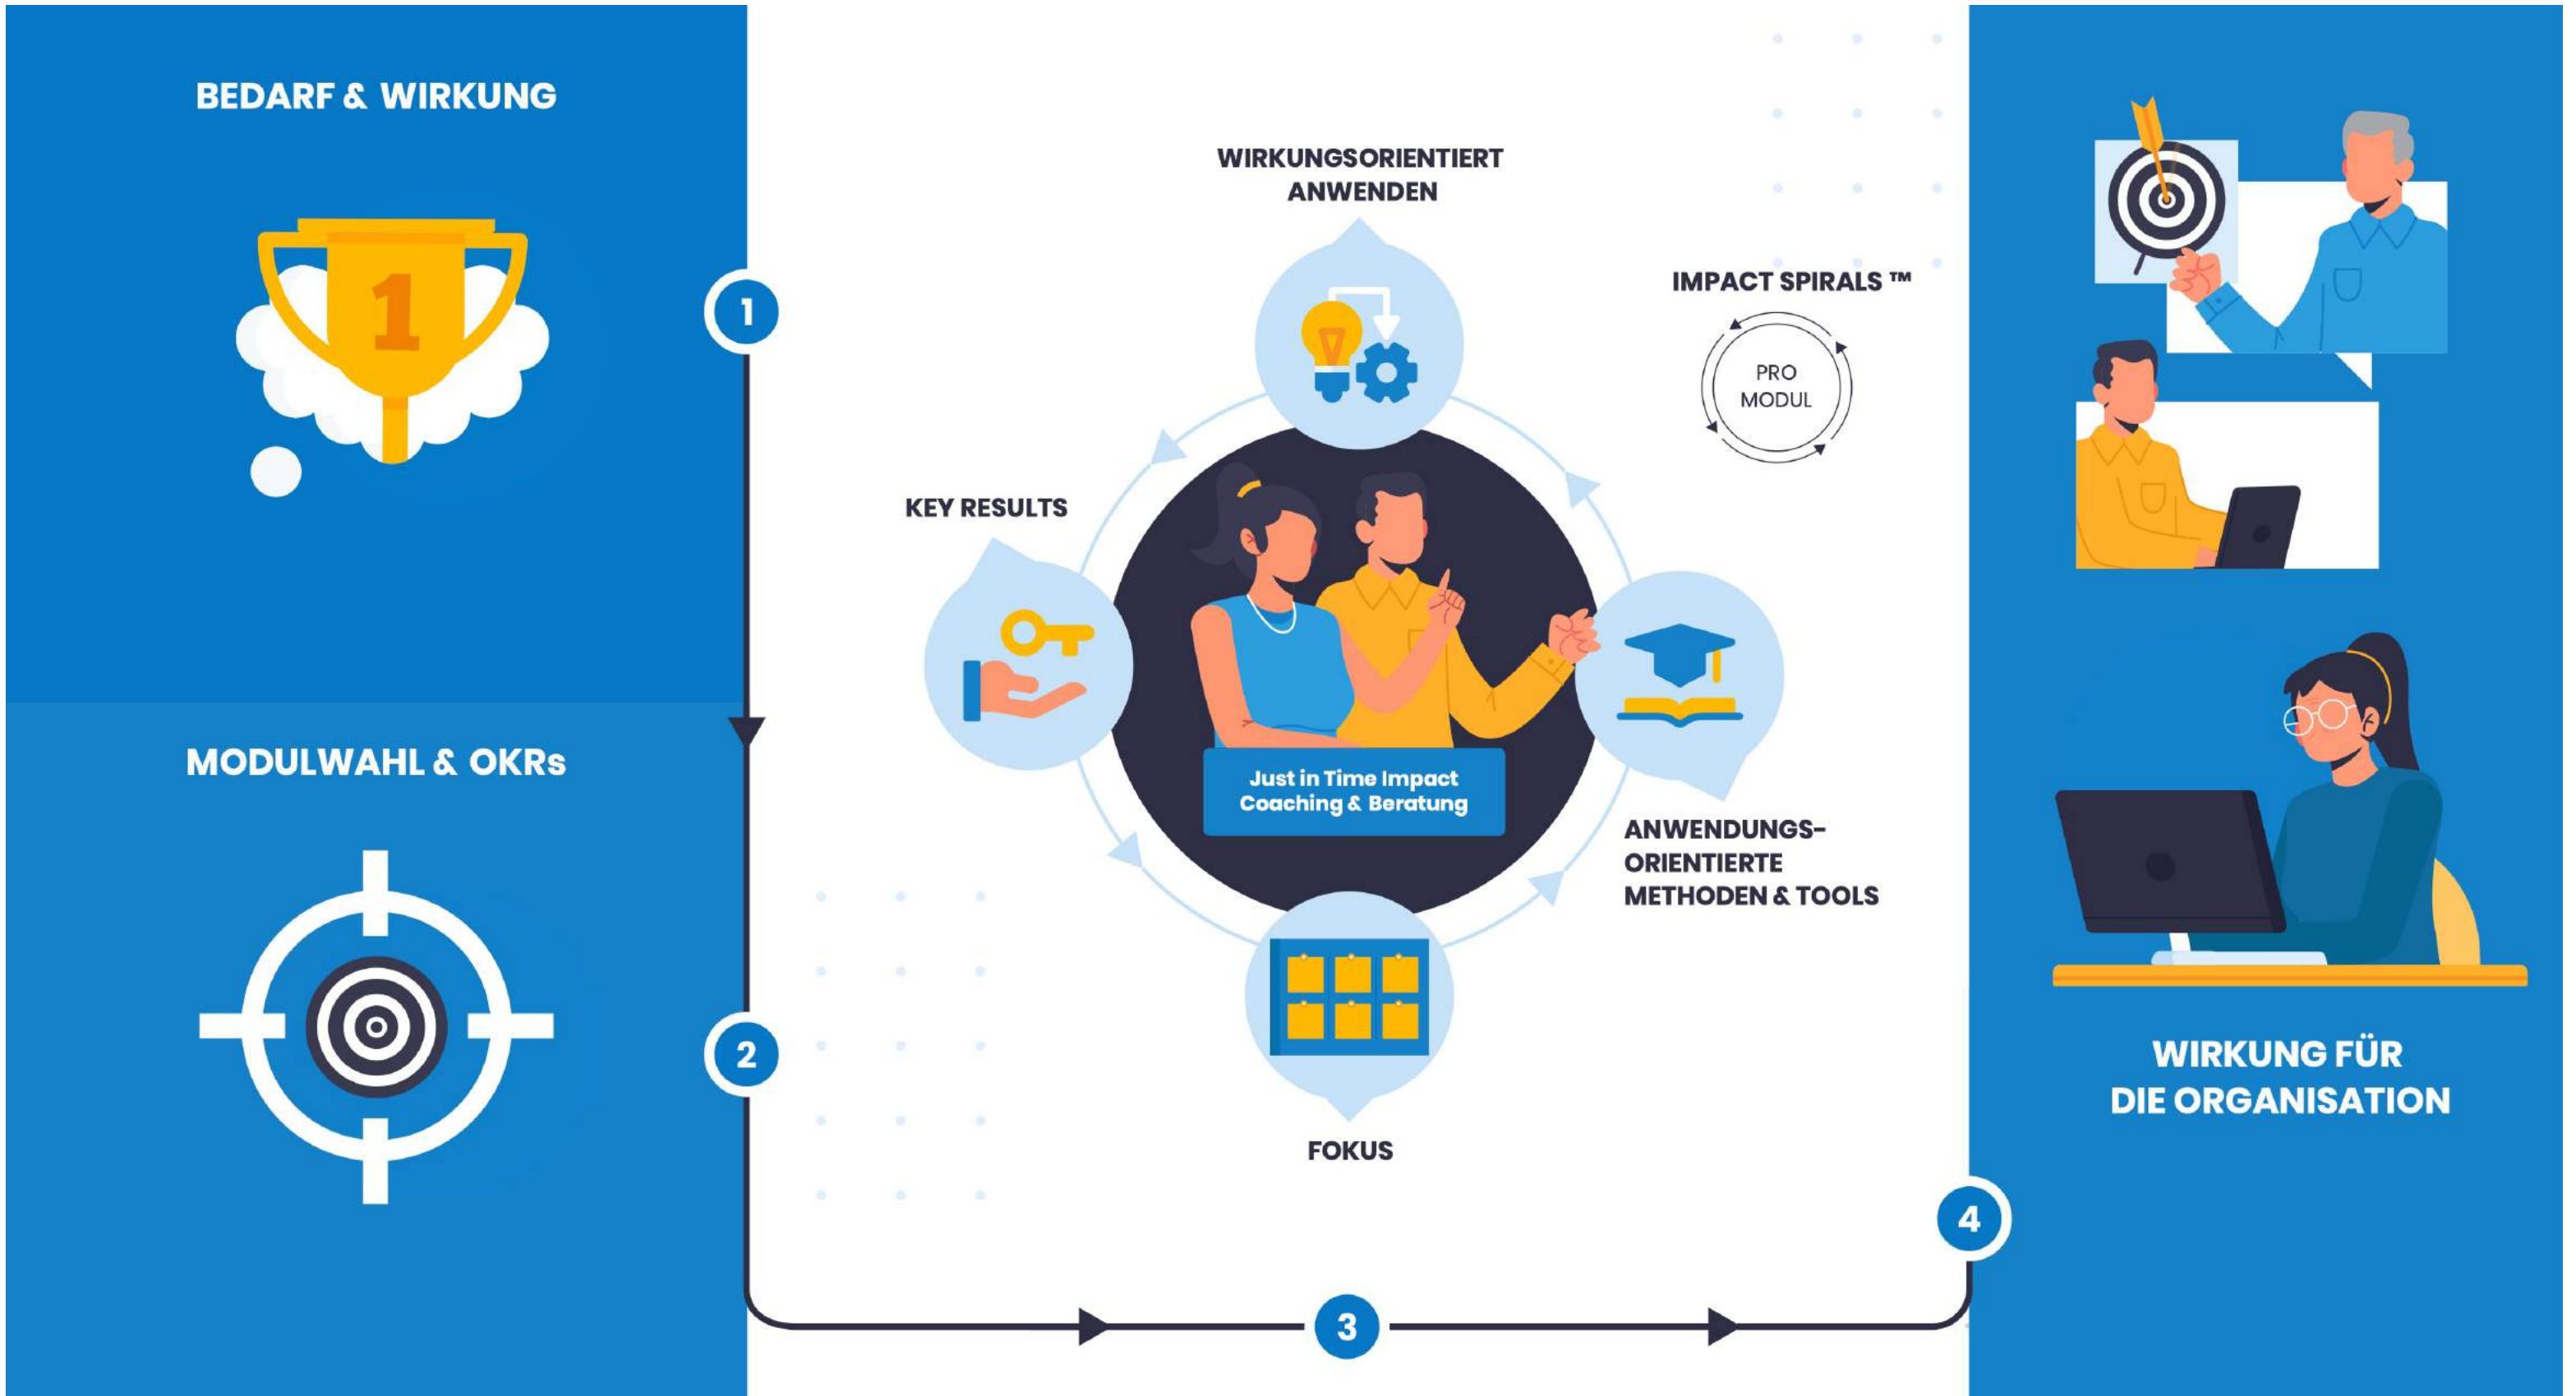 BEDARF & WIRKUNG
1
1
MODULWAHL & OKRs
2
WIRKUNGSORIENTIERT
ANWENDEN
IMPACT SPIRALS ™
PRO
MODUL
KEY RESULTS
Just in Time Impact
Coaching & Beratung
ANWENDUNGS-
ORIENTIERTE
METHODEN & TOOLS
FOKUS
3
4
WIRKUNG FÜR
DIE ORGANISATION